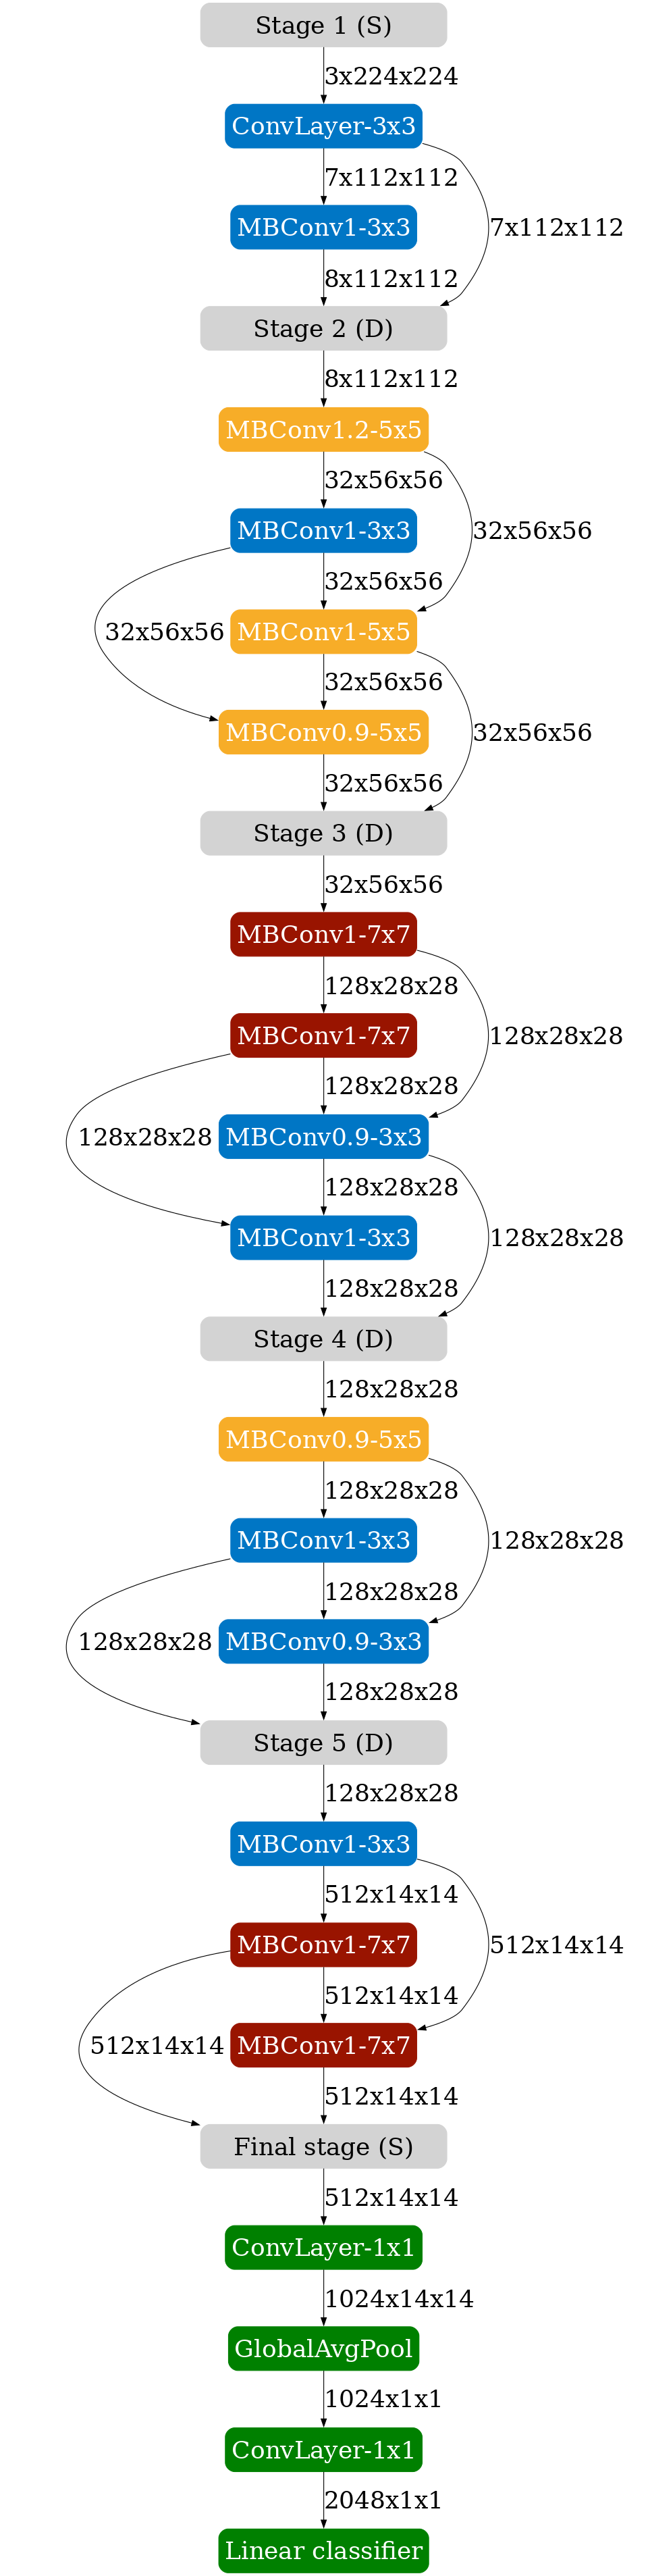 Stage 1 (S)
3x224x224
ConvLayer-3x3
7x112x112
MBConv1-3x3
7x112x112
8x112x112
Stage 2 (D)
8x112x112
MBConv1.2-5x5
32x56x56
MBConv1-3x3
32x56x56
32x56x56
32x56x56
MBConv1-5x5
32x56x56
MBConv0.9-5x5
32x56x56
32x56x56
Stage 3 (D)
32x56x56
MBConv1-7x7
128x28x28
MBConv1-7x7
128x28x28
128x28x28
128x28x28
MBConv0.9-3x3
128x28x28
MBConv1-3x3
128x28x28
128x28x28
Stage 4 (D)
128x28x28
MBConv0.9-5x5
128x28x28
MBConv1-3x3
128x28x28
128x28x28
128x28x28
MBConv0.9-3x3
128x28x28
Stage 5 (D)
128x28x28
MBConv1-3x3
512x14x14
MBConv1-7x7
512x14x14
512x14x14
512x14x14
MBConv1-7x7
512x14x14
Final stage (S)
512x14x14
ConvLayer-1x1
1024x14x14
GlobalAvgPool
1024x1x1
ConvLayer-1x1
2048x1x1
Linear classifier